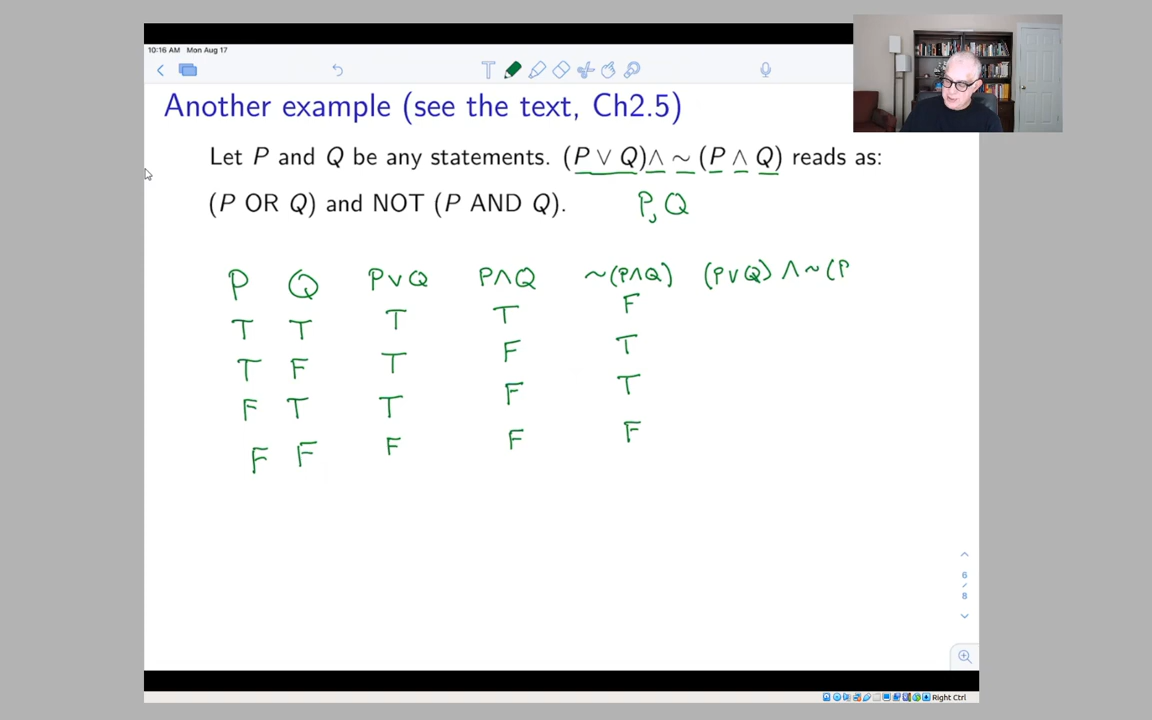 10:16 AM Mon Aug 17
T
Another example (see the text, Ch2.5)
Let P and Q be any statements. (P ∨ Q)∧ ∼ (P ∧ Q) reads as:
(P OR Q) and NOT (P AND Q). P, Q
P Q P∨Q P∧Q ~(P∧Q) (P∨Q) ∧ ~(P
T T T T F
T F T F T
F T T F T
F F F F F
6
/
8
Right Ctrl